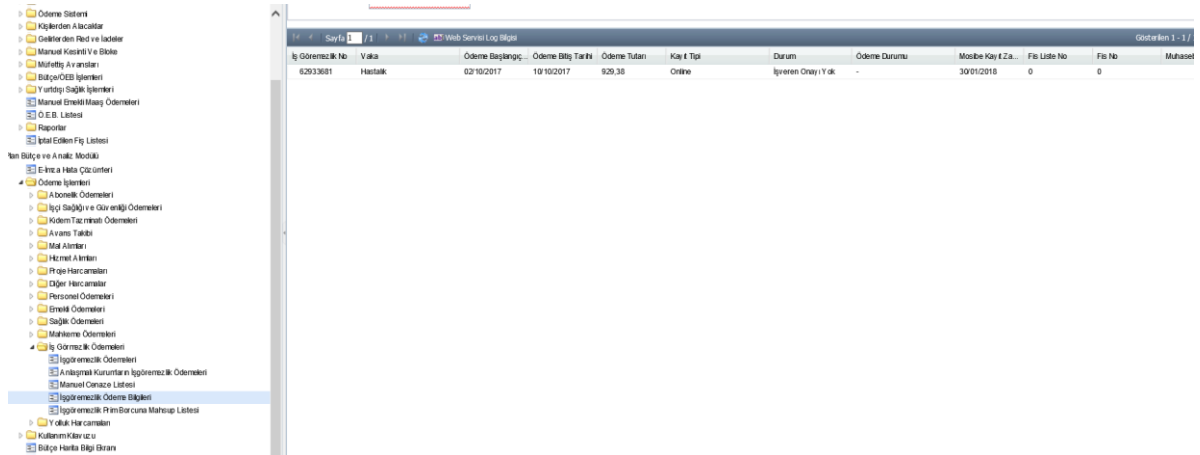 Ödeme Sistemi
Kişilerden Alacaklar
Gelirlerden Red ve İadeler
Manuel Kesinti Ve Bloke
Müfettiş Avansları
Bütçe/ÖEB İşlemleri
Yurtdışı Sağlık İşlemleri
Manuel Emekli Maaş Ödemeleri
Ö.E.B. Listesi
Raporlar
İptal Edilen Fiş Listesi
Plan Bütçe ve Analiz Modülü
E-İmza Hata Çözümleri
Ödeme İşlemleri
Abonelik Ödemeleri
İşçi Sağlığı ve Güvenliği Ödemeleri
Kıdem Tazminatı Ödemeleri
Avans Takibi
Mal Alımları
Hizmet Alımları
Proje Harcamaları
Diğer Harcamalar
Personel Ödemeleri
Emekli Ödemeleri
Sağlık Ödemeleri
Mahkeme Ödemeleri
İş Görmezlik Ödemeleri
İşgöremezlik Ödemeleri
Anlaşmalı Kurumların İşgöremezlik Ödemeleri
Manuel Cenaze Listesi
İşgöremezlik Ödeme Bilgileri
İşgöremezlik Prim Borcuna Mahsup Listesi
Yolluk Harcamaları
Kullanım Kılavuzu
Bütçe Harita Bilgi Ekranı
Sayfa 1 / 1 Web Servisi Log Bilgisi Gösterilen 1 - 1 /
İş Göremezlik No Vaka Ödeme Başlangıç... Ödeme Bitiş Tarihi Ödeme Tutarı Kayıt Tipi Durum Ödeme Durumu Mosibe Kayıt Za... Fis Liste No Fis No Muhaseb
62933681 Hastalık 02/10/2017 10/10/2017 929,38 Online İşveren Onayı Yok - 30/01/2018 0 0